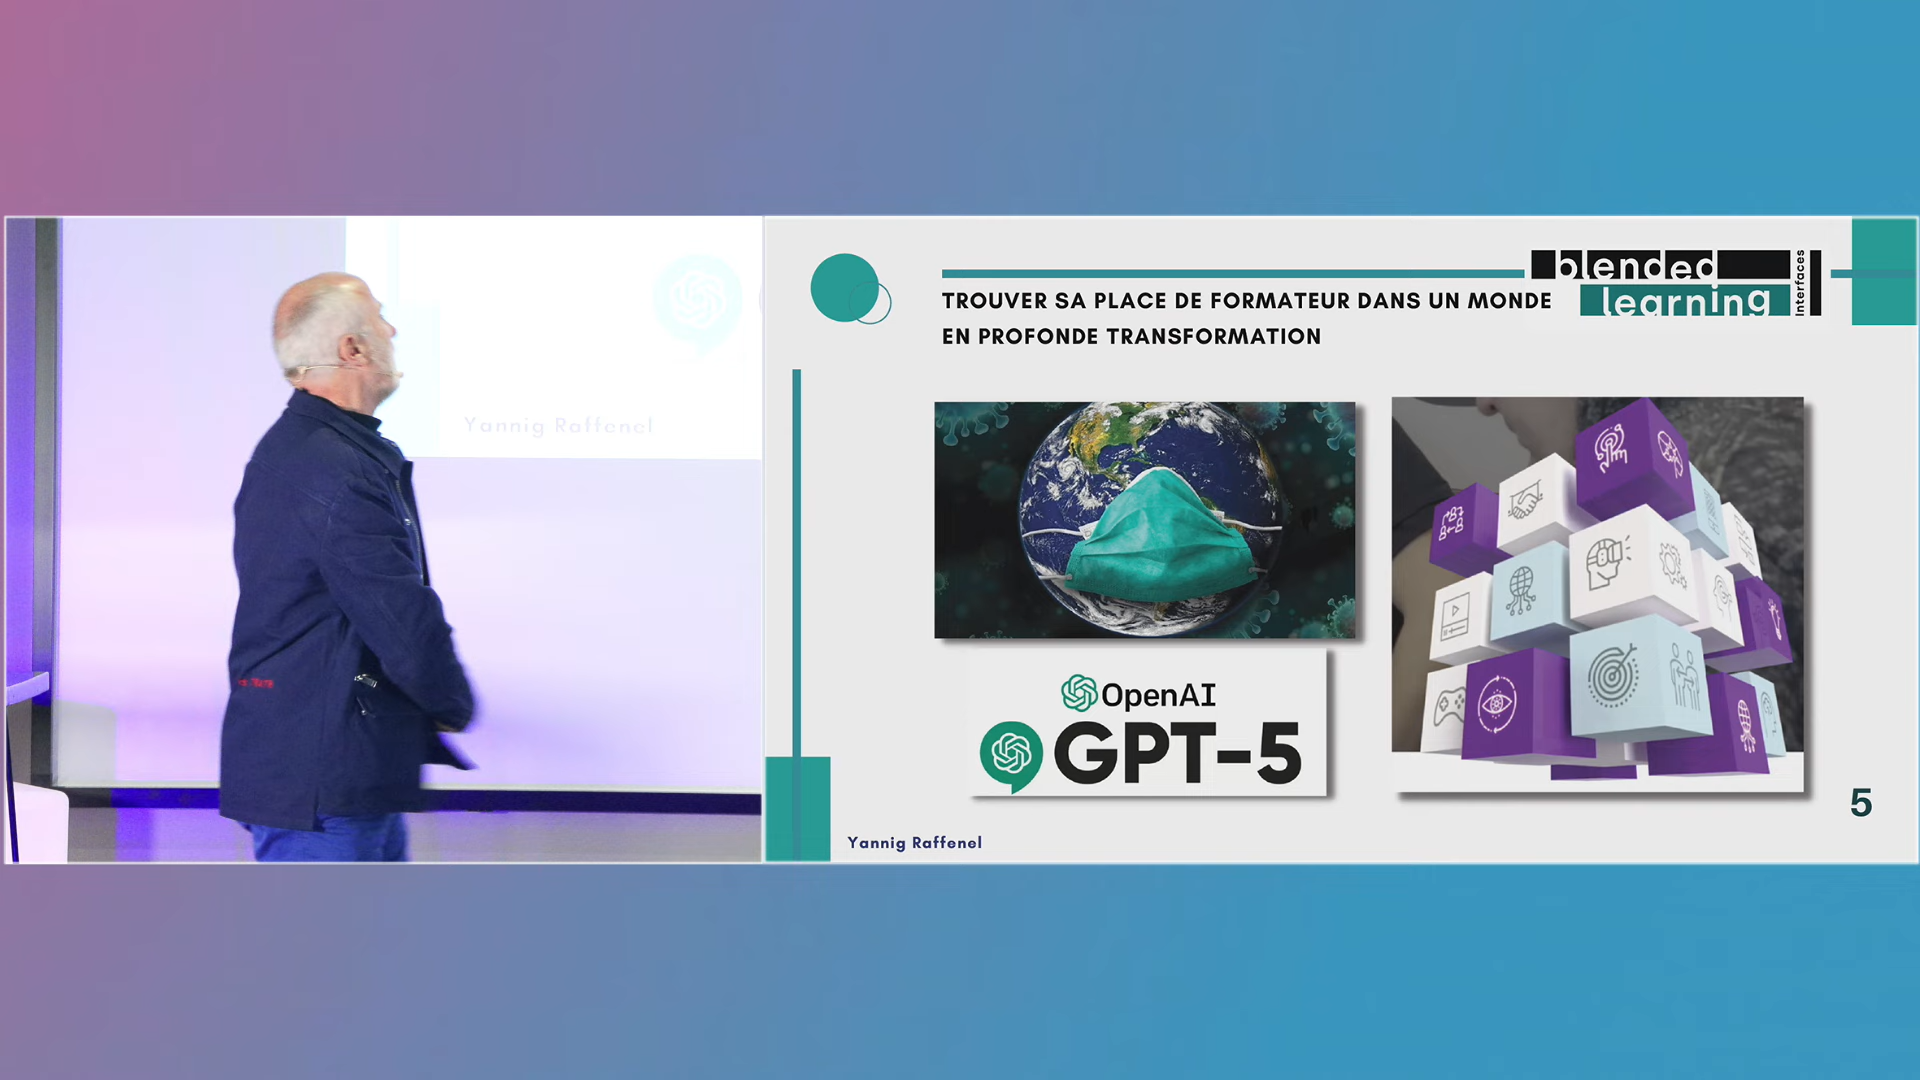 Yannig Raffenel
blended
learning
Interfaces
TROUVER SA PLACE DE FORMATEUR DANS UN MONDE
EN PROFONDE TRANSFORMATION
OpenAI
GPT-5
5
Yannig Raffenel